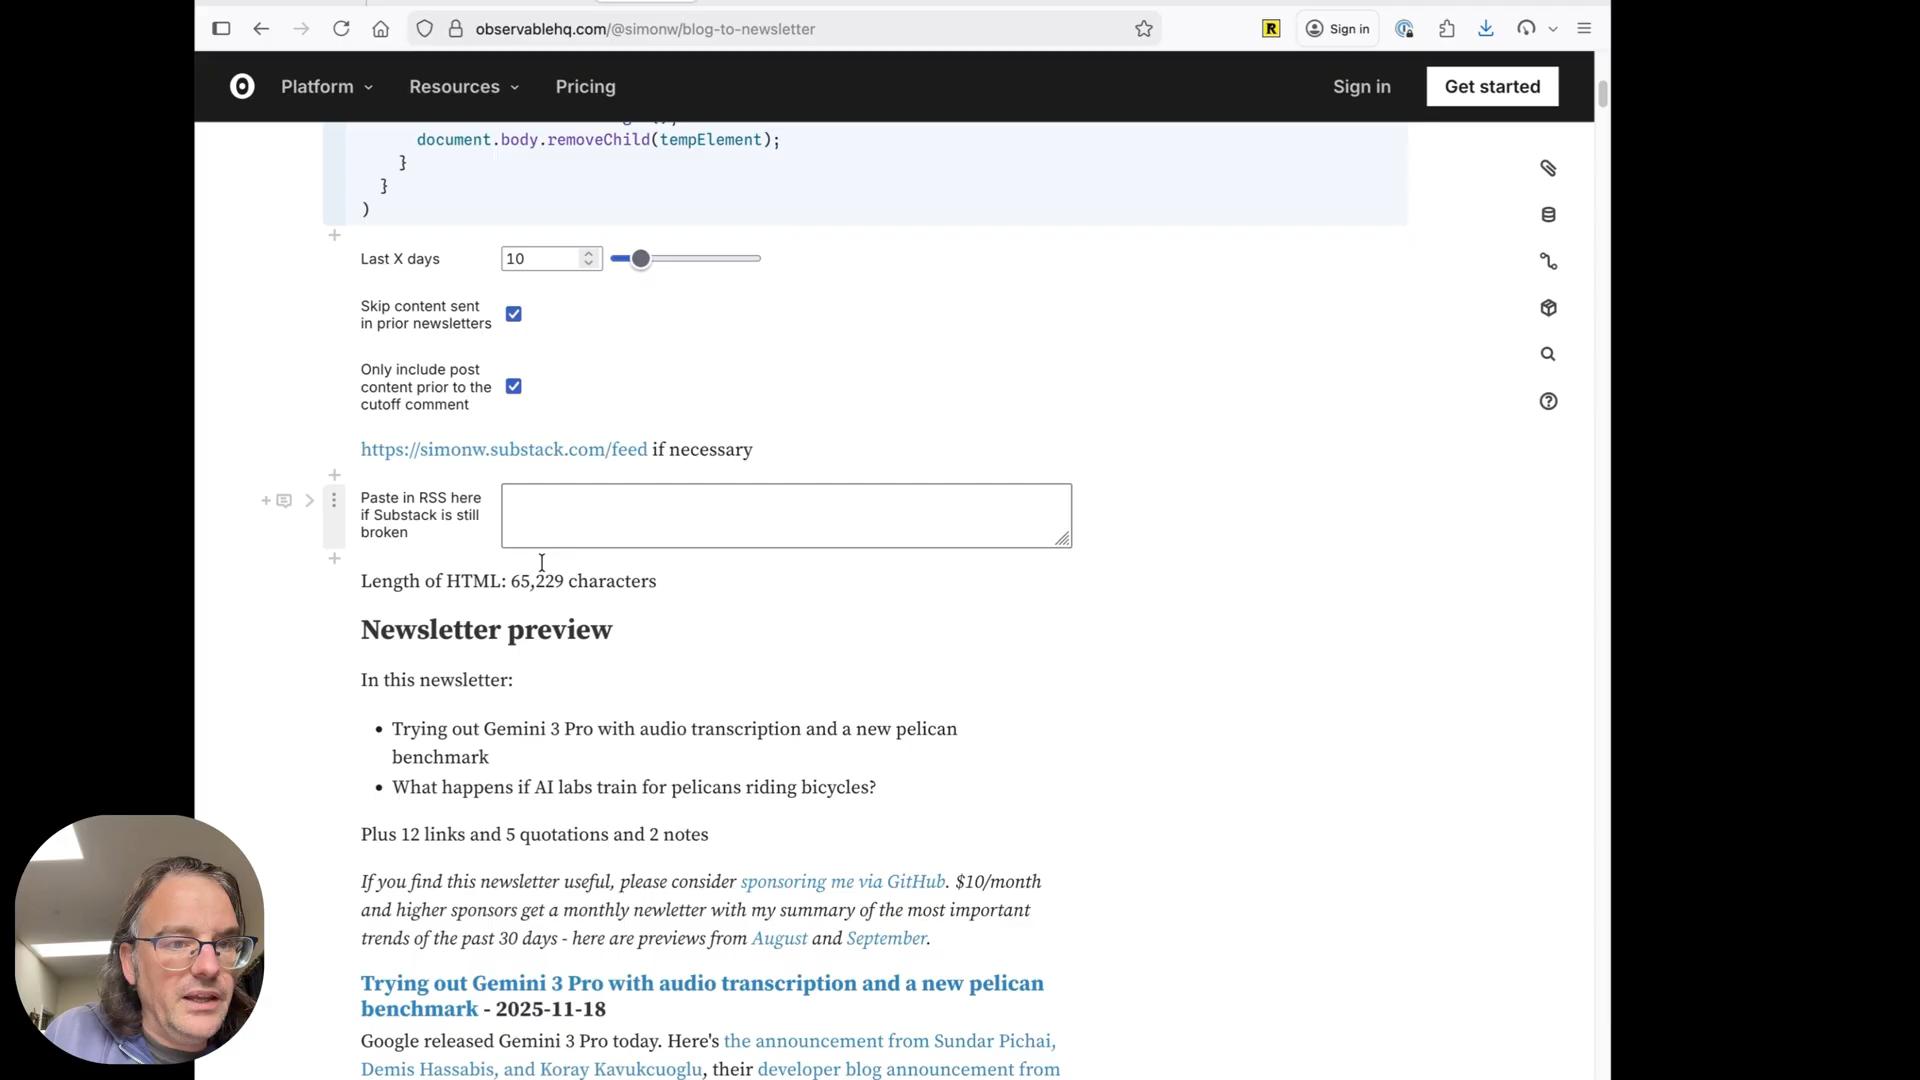 observablehq.com/@simonw/blog-to-newsletter
R
Sign in
Platform
Resources
Pricing
Sign in
Get started
document.body.removeChild(tempElement);
}
}
)
Last X days
10
Skip content sent
in prior newsletters
Only include post
content prior to the
cutoff comment
https://simonw.substack.com/feed if necessary
Paste in RSS here
if Substack is still
broken
Length of HTML: 65,229 characters
Newsletter preview
In this newsletter:
• Trying out Gemini 3 Pro with audio transcription and a new pelican
benchmark
• What happens if AI labs train for pelicans riding bicycles?
Plus 12 links and 5 quotations and 2 notes
If you find this newsletter useful, please consider sponsoring me via GitHub. $10/month
and higher sponsors get a monthly newletter with my summary of the most important
trends of the past 30 days - here are previews from August and September.
Trying out Gemini 3 Pro with audio transcription and a new pelican
benchmark - 2025-11-18
Google released Gemini 3 Pro today. Here's the announcement from Sundar Pichai,
Demis Hassabis, and Koray Kavukcuoglu, their developer blog announcement from